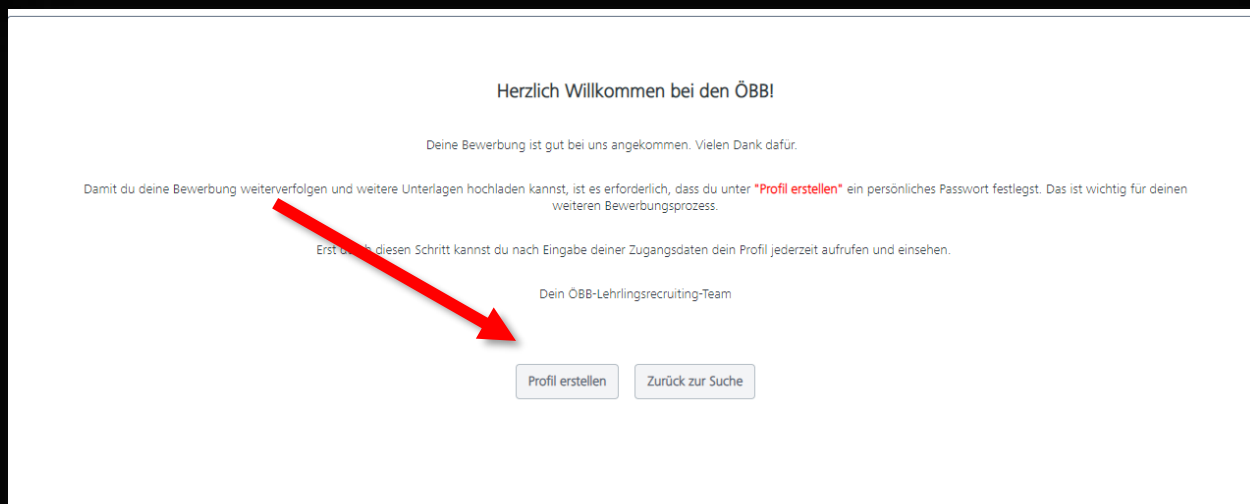 Herzlich Willkommen bei den ÖBB!
Deine Bewerbung ist gut bei uns angekommen. Vielen Dank dafür.
Damit du deine Bewerbung weiterverfolgen und weitere Unterlagen hochladen kannst, ist es erforderlich, dass du unter "Profil erstellen" ein persönliches Passwort festlegst. Das ist wichtig für deinen
weiteren Bewerbungsprozess.
Erst durch diesen Schritt kannst du nach Eingabe deiner Zugangsdaten dein Profil jederzeit aufrufen und einsehen.
Dein ÖBB-Lehrlingsrecruiting-Team
Profil erstellen Zurück zur Suche